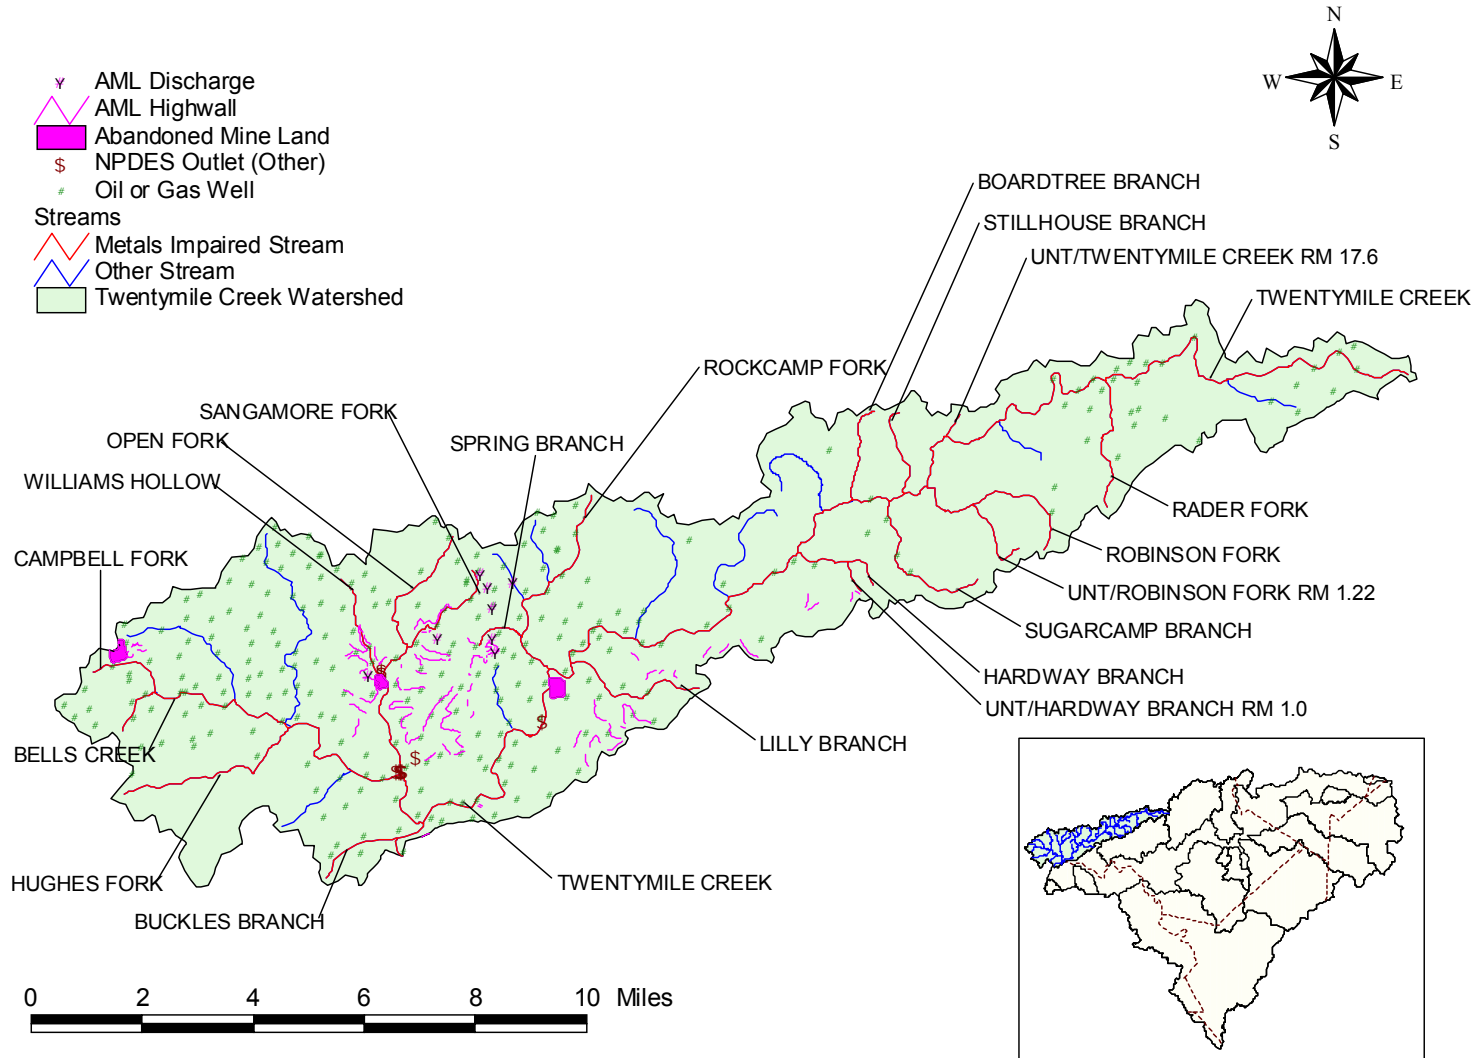 N
W
E
S
AML Discharge
AML Highwall
Abandoned Mine Land
$ NPDES Outlet (Other)
# Oil or Gas Well
Streams
Metals Impaired Stream
Other Stream
Twentymile Creek Watershed
BOARDTREE BRANCH
STILLHOUSE BRANCH
UNT/TWENTYMILE CREEK RM 17.6
TWENTYMILE CREEK
ROCKCAMP FORK
SANGAMORE FORK
OPEN FORK
SPRING BRANCH
WILLIAMS HOLLOW
CAMPBELL FORK
RADER FORK
ROBINSON FORK
UNT/ROBINSON FORK RM 1.22
SUGARCAMP BRANCH
HARDWAY BRANCH
UNT/HARDWAY BRANCH RM 1.0
LILLY BRANCH
BELLS CREEK
HUGHES FORK
BUCKLES BRANCH
TWENTYMILE CREEK
0 2 4 6 8 10 Miles